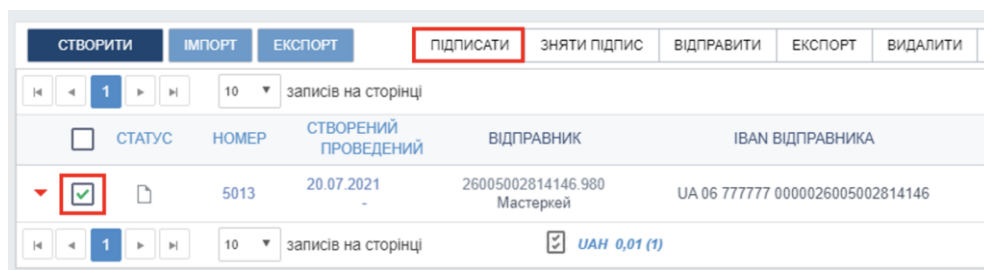 СТВОРИТИ ІМПОРТ ЕКСПОРТ ПІДПИСАТИ ЗНЯТИ ПІДПИС ВІДПРАВИТИ ЕКСПОРТ ВИДАЛИТИ
1 10 записів на сторінці
СТАТУС НОМЕР СТВОРЕНИЙ ПРОВЕДЕНИЙ ВІДПРАВНИК IBAN ВІДПРАВНИКА
5013 20.07.2021 - 26005002814146.980 Мастеркей UA 06 777777 0000026005002814146
1 10 записів на сторінці UAH 0,01 (1)